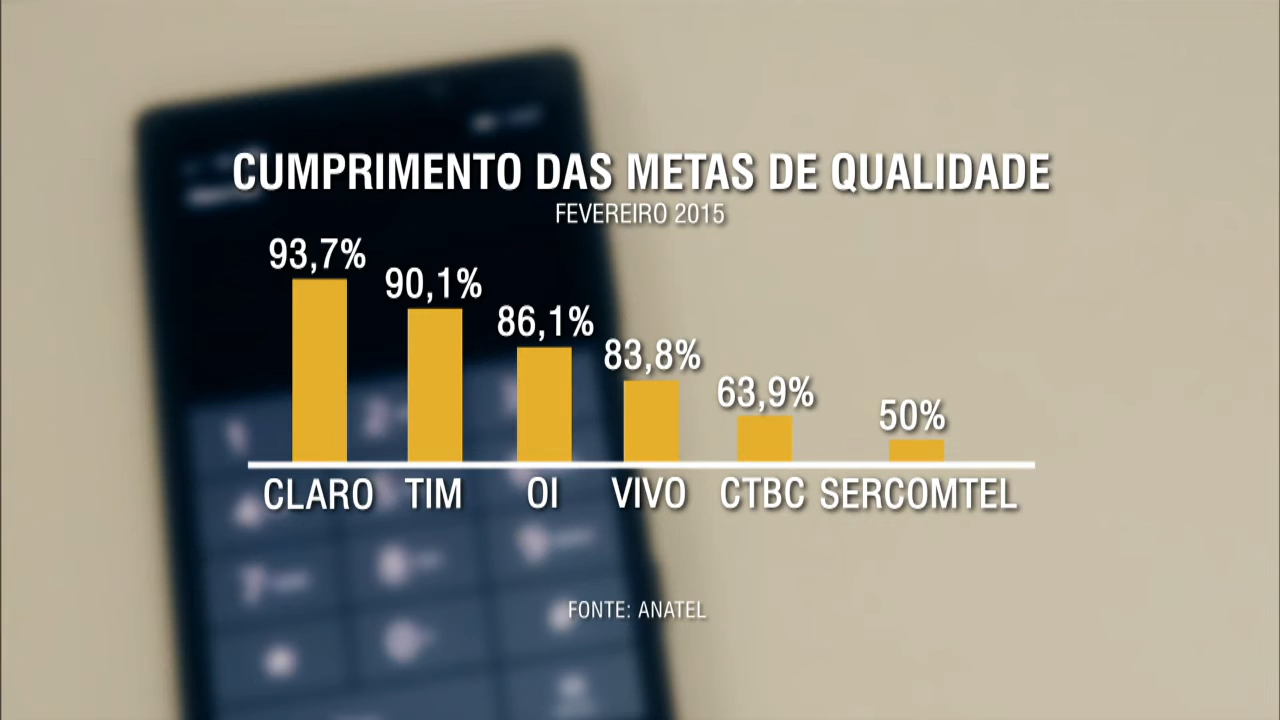 CUMPRIMENTO DAS METAS DE QUALIDADE
FEVEREIRO 2015
93,7%
90,1%
86,1%
83,8%
63,9%
50%
CLARO TIM OI VIVO CTBC SERCOMTEL
FONTE: ANATEL